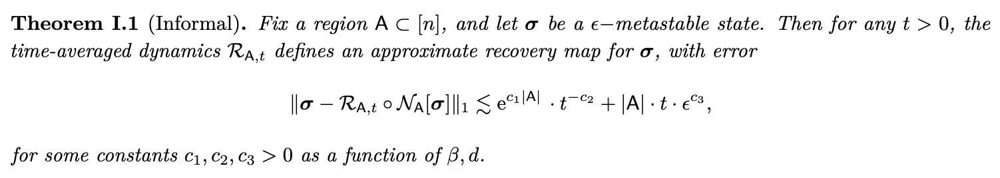 Theorem I.1 (Informal). Fix a region A ⊂ [n], and let σ be a ϵ−metastable state. Then for any t > 0, the
time-averaged dynamics ℛ_{A,t} defines an approximate recovery map for σ, with error
‖σ − ℛ_{A,t} ∘ 𝒩_A[σ]‖₁ ≲ e^{c₁|A|} · t^{−c₂} + |A| · t · ϵ^{c₃},
for some constants c₁, c₂, c₃ > 0 as a function of β, d.